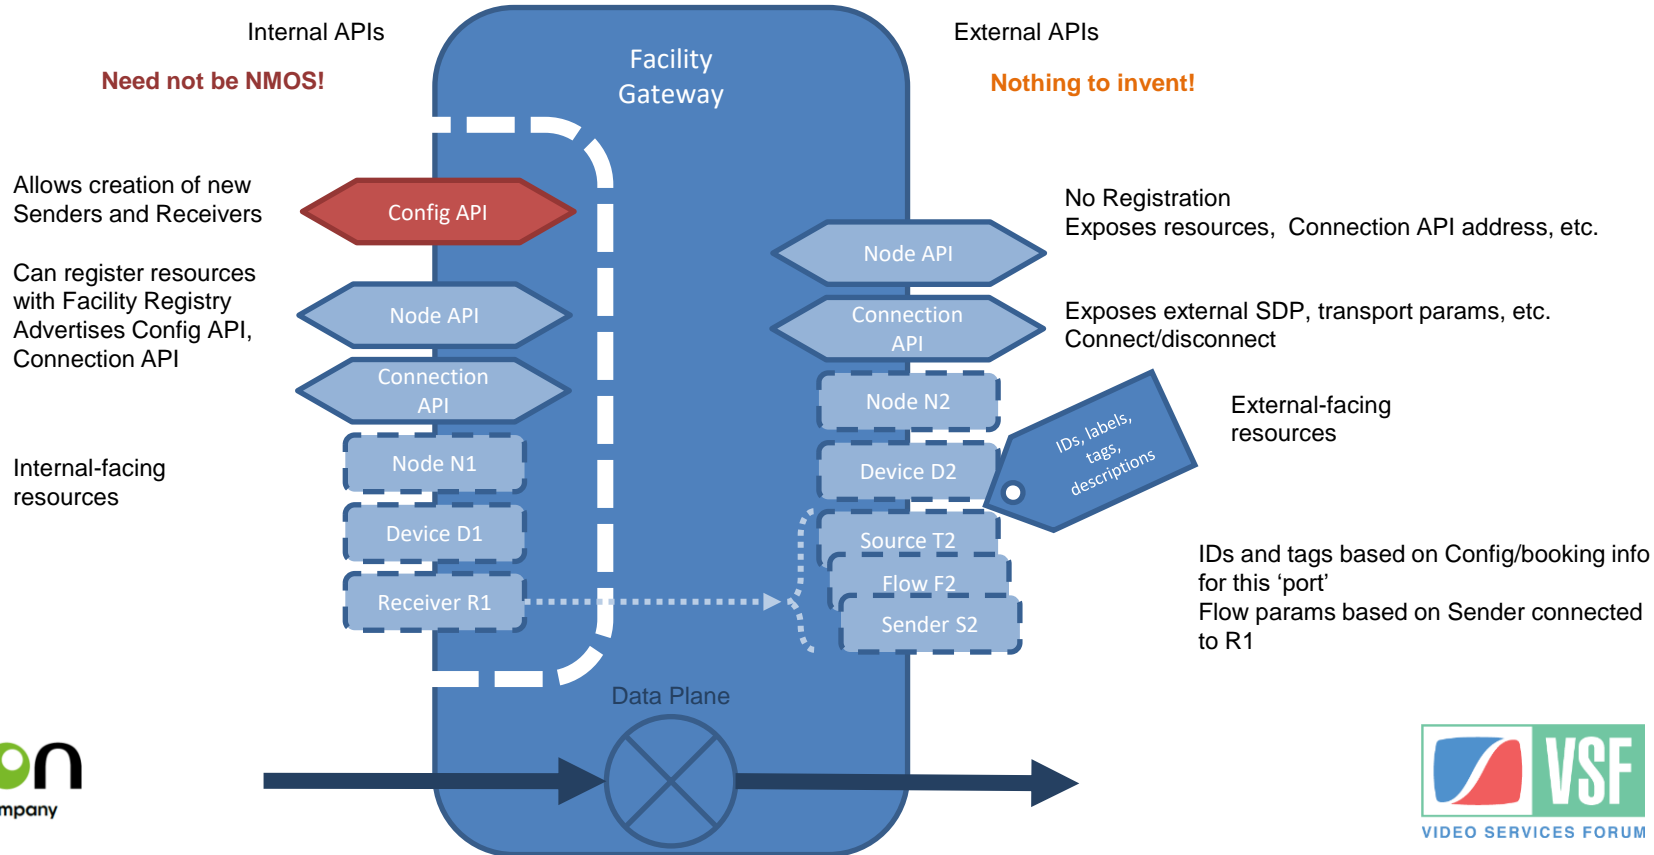 Internal APIs
Need not be NMOS!
Facility
Gateway
External APIs
Nothing to invent!
Allows creation of new
Senders and Receivers
Config API
Can register resources
with Facility Registry
Advertises Config API,
Connection API
Node API
Connection
API
Internal-facing
resources
Node N1
Device D1
Receiver R1
Node API
No Registration
Exposes resources, Connection API address, etc.
Connection
API
Exposes external SDP, transport params, etc.
Connect/disconnect
Node N2
Device D2
Source T2
Flow F2
Sender S2
IDs, labels,
tags,
descriptions
External-facing
resources
IDs and tags based on Config/booking info
for this ‘port’
Flow params based on Sender connected
to R1
Data Plane
on
mpany
VSF
VIDEO SERVICES FORUM